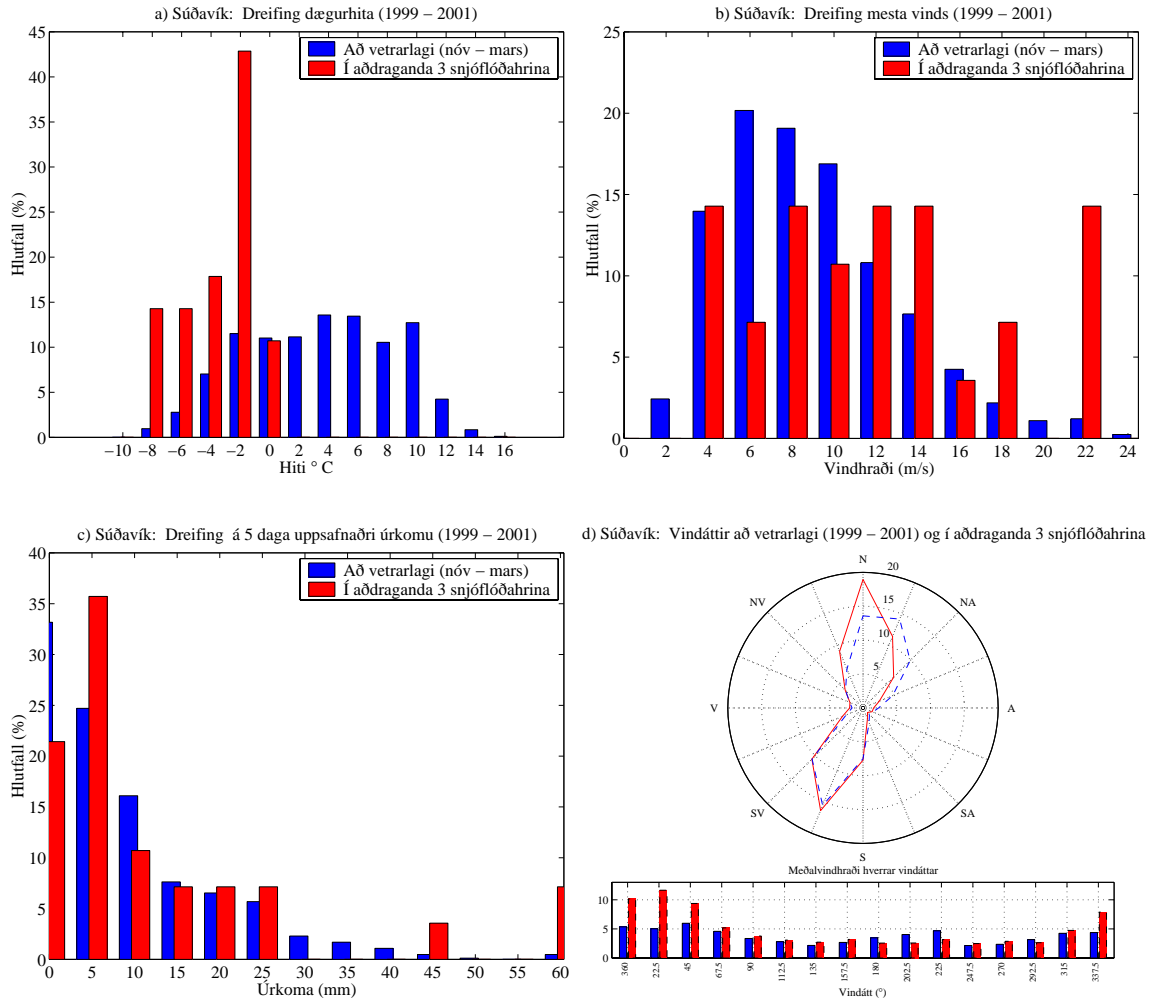 a) Súðavík: Dreifing dægurhita (1999 – 2001)
45
40
35
30
25
20
15
10
5
0
Hlutfall (%)
Að vetrarlagi (nóv – mars)
Í aðdraganda 3 snjóflóðahrina
−10 −8 −6 −4 −2 0 2 4 6 8 10 12 14 16
Hiti ° C
b) Súðavík: Dreifing mesta vinds (1999 – 2001)
25
20
15
10
5
0
Hlutfall (%)
Að vetrarlagi (nóv – mars)
Í aðdraganda 3 snjóflóðahrina
0 2 4 6 8 10 12 14 16 18 20 22 24
Vindhraði (m/s)
c) Súðavík: Dreifing á 5 daga uppsafnaðri úrkomu (1999 – 2001)
40
35
30
25
20
15
10
5
0
Hlutfall (%)
Að vetrarlagi (nóv – mars)
Í aðdraganda 3 snjóflóðahrina
0 5 10 15 20 25 30 35 40 45 50 55 60
Úrkoma (mm)
d) Súðavík: Vindáttir að vetrarlagi (1999 – 2001) og í aðdraganda 3 snjóflóðahrina
N
20
15
10
5
NV
NA
V
A
SV
SA
S
Meðalvindhraði hverrar vindáttar
10
5
0
360 22.5 45 67.5 90 112.5 135 157.5 180 202.5 225 247.5 270 292.5 315 337.5
Vindátt (°)